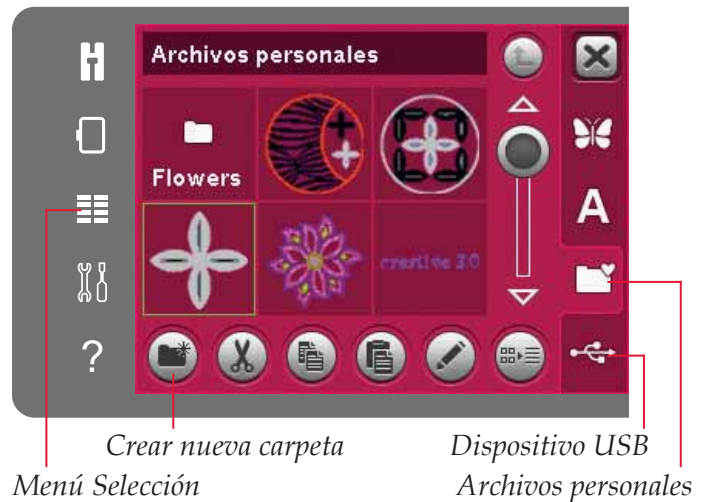 Archivos personales
Flowers
A
creative 3.0
?
Crear nueva carpeta
Dispositivo USB
Menú Selección
Archivos personales